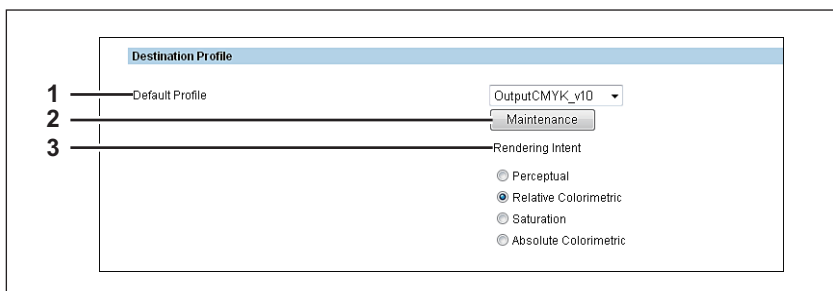 Destination Profile
1 Default Profile OutputCMYK_v10
2 Maintenance
3 Rendering Intent
Perceptual
Relative Colorimetric
Saturation
Absolute Colorimetric